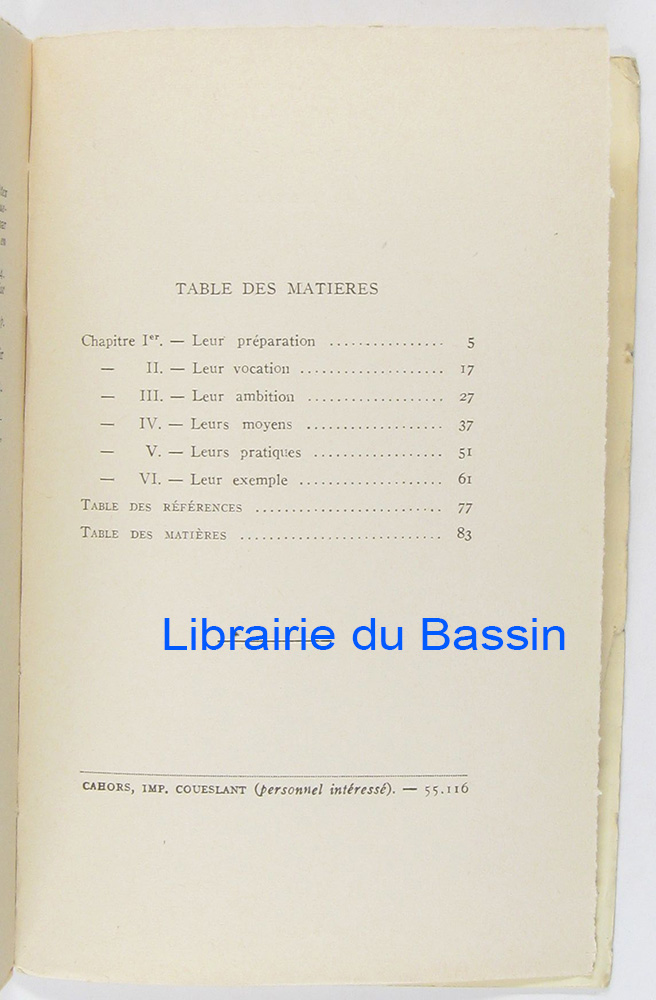 TABLE DES MATIERES
Chapitre Ier. — Leur préparation ................ 5
— II. — Leur vocation .................... 17
— III. — Leur ambition ................... 27
— IV. — Leurs moyens ................... 37
— V. — Leurs pratiques .................. 51
— VI. — Leur exemple .................... 61
TABLE DES RÉFÉRENCES .......................... 77
TABLE DES MATIÈRES ............................ 83
Librairie du Bassin
CAHORS, IMP. COUESLANT (personnel intéressé). — 55.116